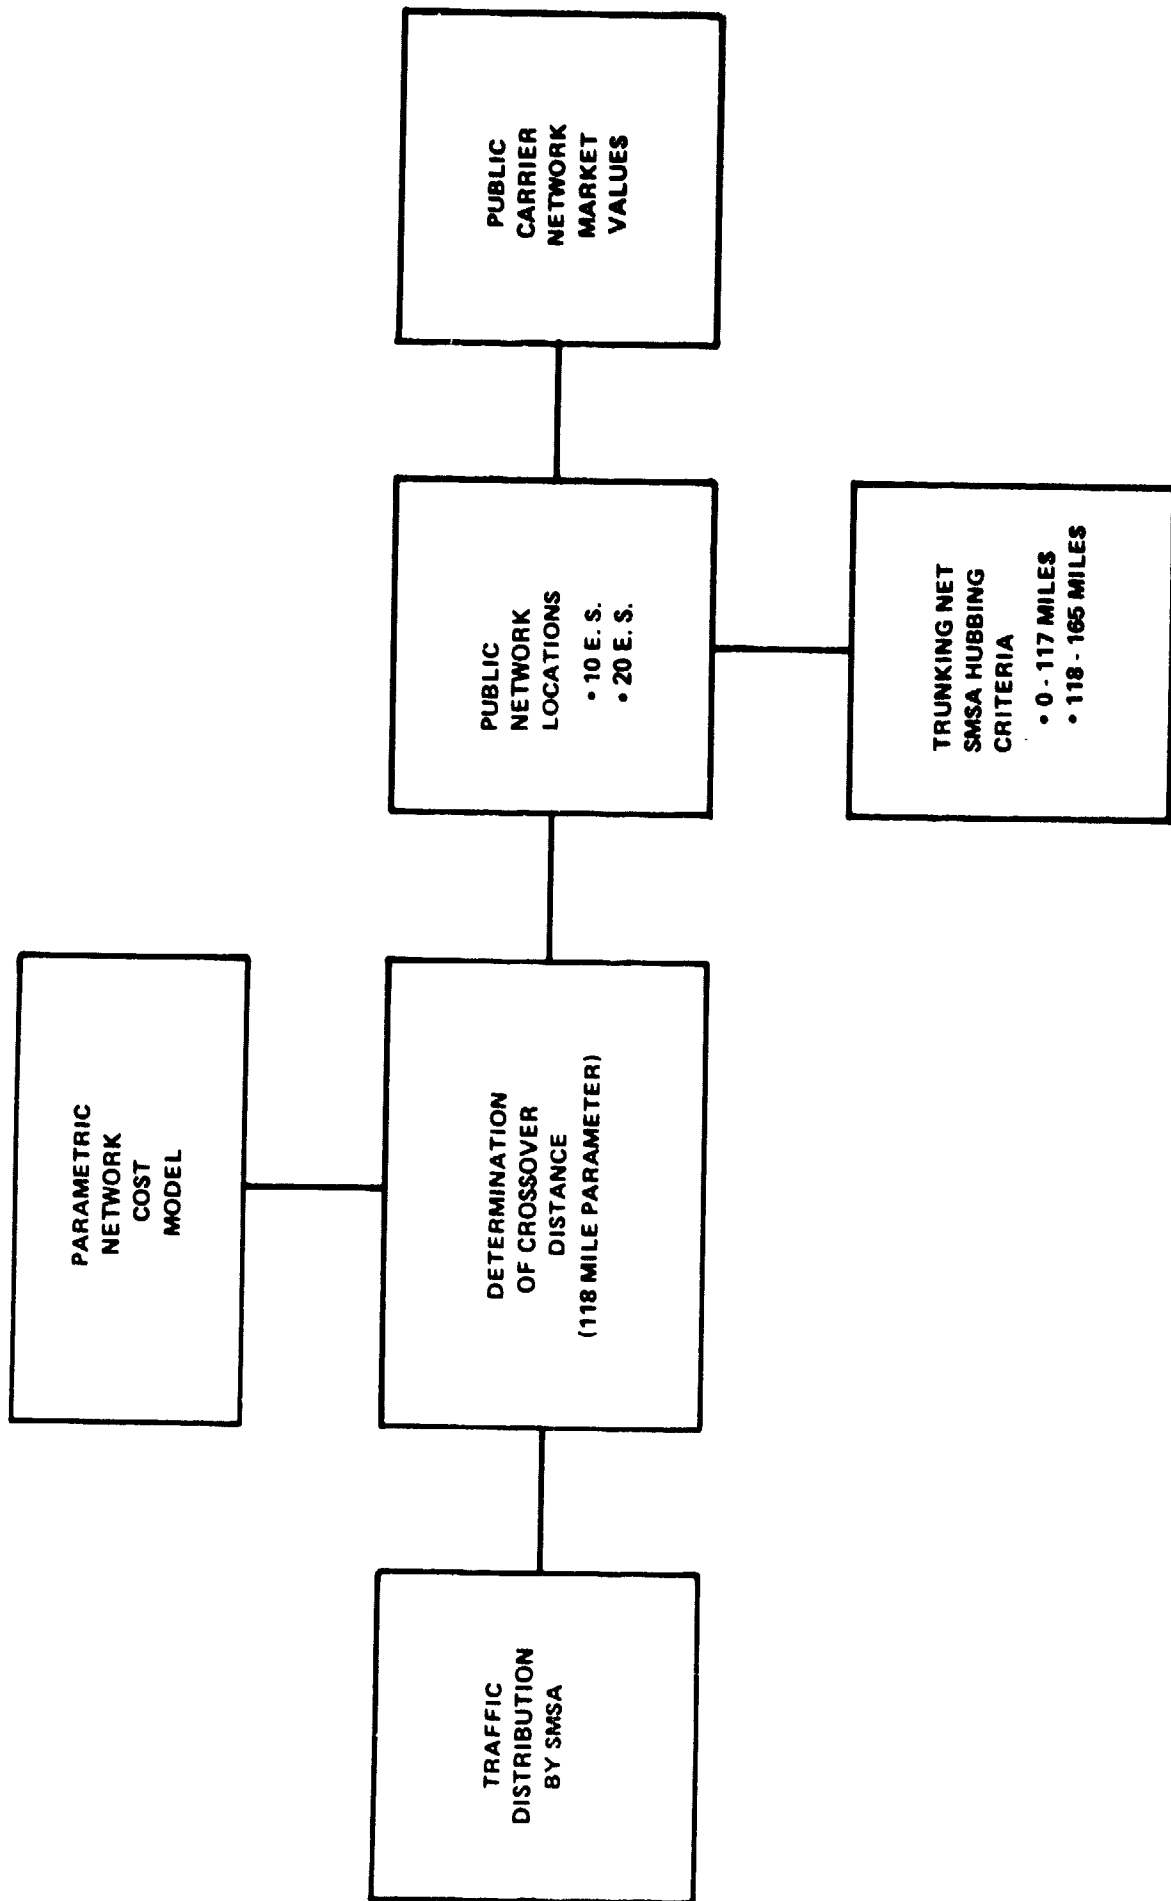 PARAMETRIC
NETWORK
COST
MODEL
TRAFFIC
DISTRIBUTION
BY SMSA
DETERMINATION
OF CROSSOVER
DISTANCE
(118 MILE PARAMETER)
PUBLIC
NETWORK
LOCATIONS
• 10 E. S.
• 20 E. S.
PUBLIC
CARRIER
NETWORK
MARKET
VALUES
TRUNKING NET
SMSA HUBBING
CRITERIA
• 0 - 117 MILES
• 118 - 165 MILES